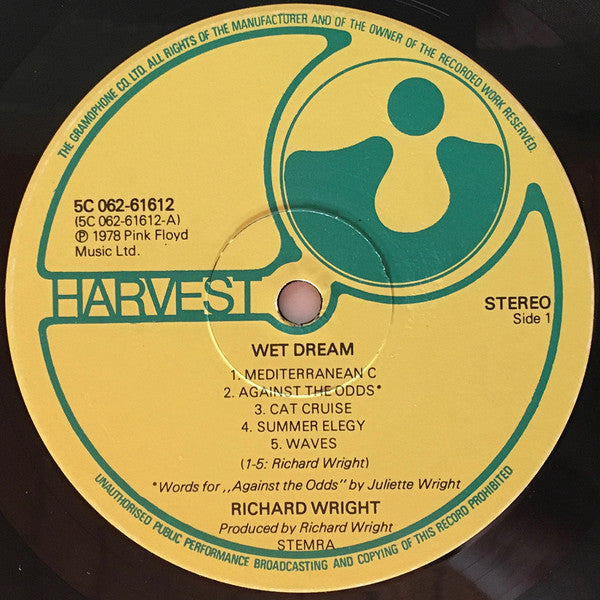 THE GRAMOPHONE CO. LTD. ALL RIGHTS OF THE MANUFACTURER AND OF THE OWNER OF THE RECORDED WORK RESERVED.
5C 062-61612
(5C 062-61612-A)
℗ 1978 Pink Floyd
Music Ltd.
HARVEST
STEREO
Side 1
WET DREAM
1. MEDITERRANEAN C
2. AGAINST THE ODDS*
3. CAT CRUISE
4. SUMMER ELEGY
5. WAVES
(1-5: Richard Wright)
*Words for ,,Against the Odds'' by Juliette Wright
RICHARD WRIGHT
Produced by Richard Wright
STEMRA
UNAUTHORISED PUBLIC PERFORMANCE BROADCASTING AND COPYING OF THIS RECORD PROHIBITED